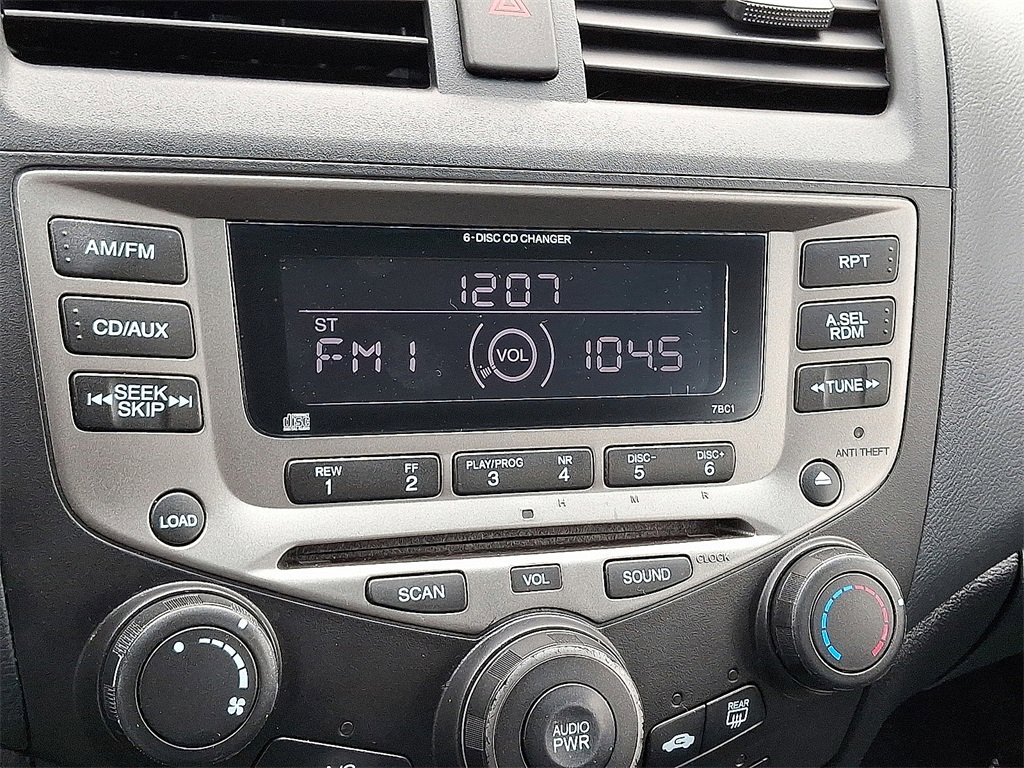 6-DISC CD CHANGER
AM/FM
RPT
1207
CD/AUX
ST
A.SEL
RDM
FM1
VOL
104.5
SEEK
SKIP
TUNE
disc
7BC1
ANTI THEFT
REW
1
FF
2
PLAY/PROG
3
NR
4
DISC-
5
DISC+
6
H
M
R
LOAD
CLOCK
SCAN
VOL
SOUND
AUDIO
PWR
REAR